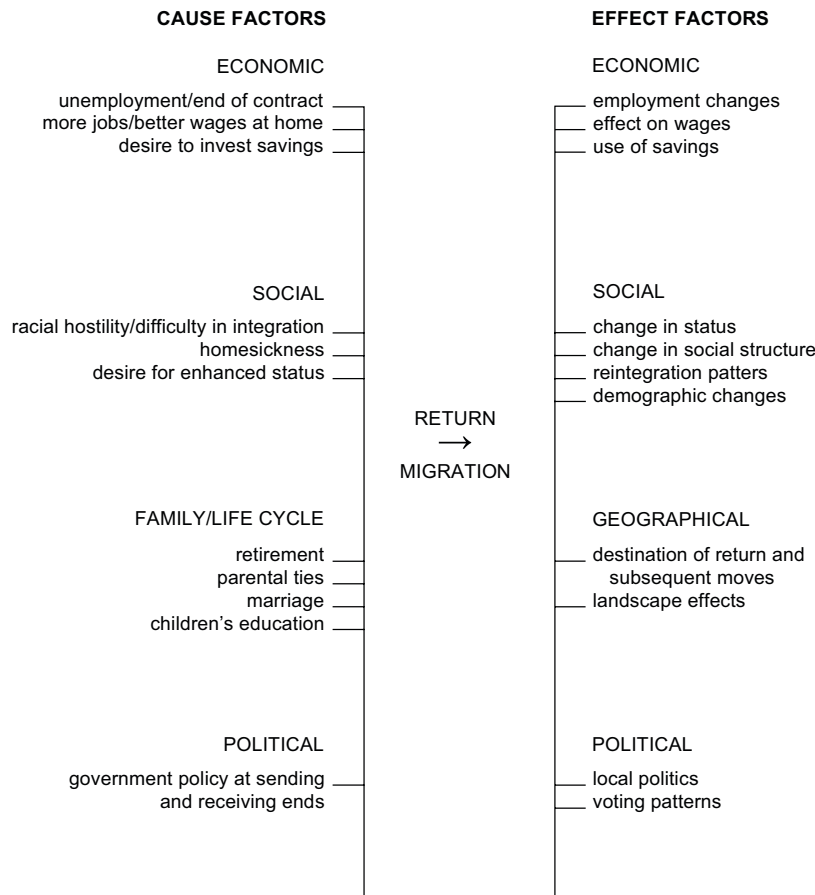 CAUSE FACTORS
ECONOMIC
unemployment/end of contract
more jobs/better wages at home
desire to invest savings
SOCIAL
racial hostility/difficulty in integration
homesickness
desire for enhanced status
FAMILY/LIFE CYCLE
retirement
parental ties
marriage
children's education
POLITICAL
government policy at sending
and receiving ends
RETURN
→
MIGRATION
EFFECT FACTORS
ECONOMIC
employment changes
effect on wages
use of savings
SOCIAL
change in status
change in social structure
reintegration patters
demographic changes
GEOGRAPHICAL
destination of return and
subsequent moves
landscape effects
POLITICAL
local politics
voting patterns